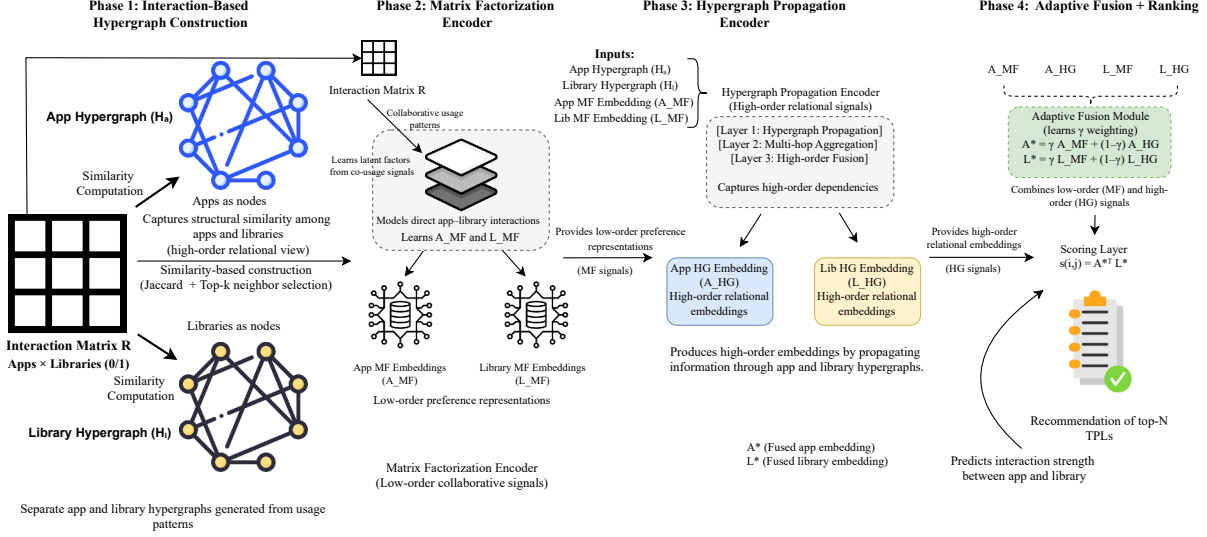 Phase 1: Interaction-Based
Hypergraph Construction
App Hypergraph (Hₐ)
Similarity
Computation
Apps as nodes
Captures structural similarity among
apps and libraries
(high-order relational view)
Similarity-based construction
(Jaccard + Top-k neighbor selection)
Interaction Matrix R
Apps × Libraries (0/1)
Libraries as nodes
Similarity
Computation
Library Hypergraph (Hₗ)
Separate app and library hypergraphs generated from usage
patterns
Phase 2: Matrix Factorization
Encoder
Interaction Matrix R
Collaborative usage
patterns
Learns latent factors
from co-usage signals
Models direct app–library interactions
Learns A_MF and L_MF
App MF Embeddings
(A_MF)
Library MF Embeddings
(L_MF)
Low-order preference representations
Matrix Factorization Encoder
(Low-order collaborative signals)
Provides low-order preference
representations
(MF signals)
Phase 3: Hypergraph Propagation
Encoder
Inputs:
App Hypergraph (Hₐ)
Library Hypergraph (Hₗ)
App MF Embedding (A_MF)
Lib MF Embedding (L_MF)
Hypergraph Propagation Encoder
(High-order relational signals)
[Layer 1: Hypergraph Propagation]
[Layer 2: Multi-hop Aggregation]
[Layer 3: High-order Fusion]
Captures high-order dependencies
App HG Embedding
(A_HG)
High-order relational
embeddings
Lib HG Embedding
(L_HG)
High-order relational
embeddings
Produces high-order embeddings by propagating
information through app and library hypergraphs.
A* (Fused app embedding)
L* (Fused library embedding)
Provides high-order
relational embeddings
(HG signals)
Phase 4: Adaptive Fusion + Ranking
A_MF A_HG L_MF L_HG
Adaptive Fusion Module
(learns γ weighting)
A* = γ A_MF + (1–γ) A_HG
L* = γ L_MF + (1–γ) L_HG
Combines low-order (MF) and high-
order (HG) signals
Scoring Layer
s(i,j) = A*ᵀ L*
Recommendation of top-N
TPLs
Predicts interaction strength
between app and library